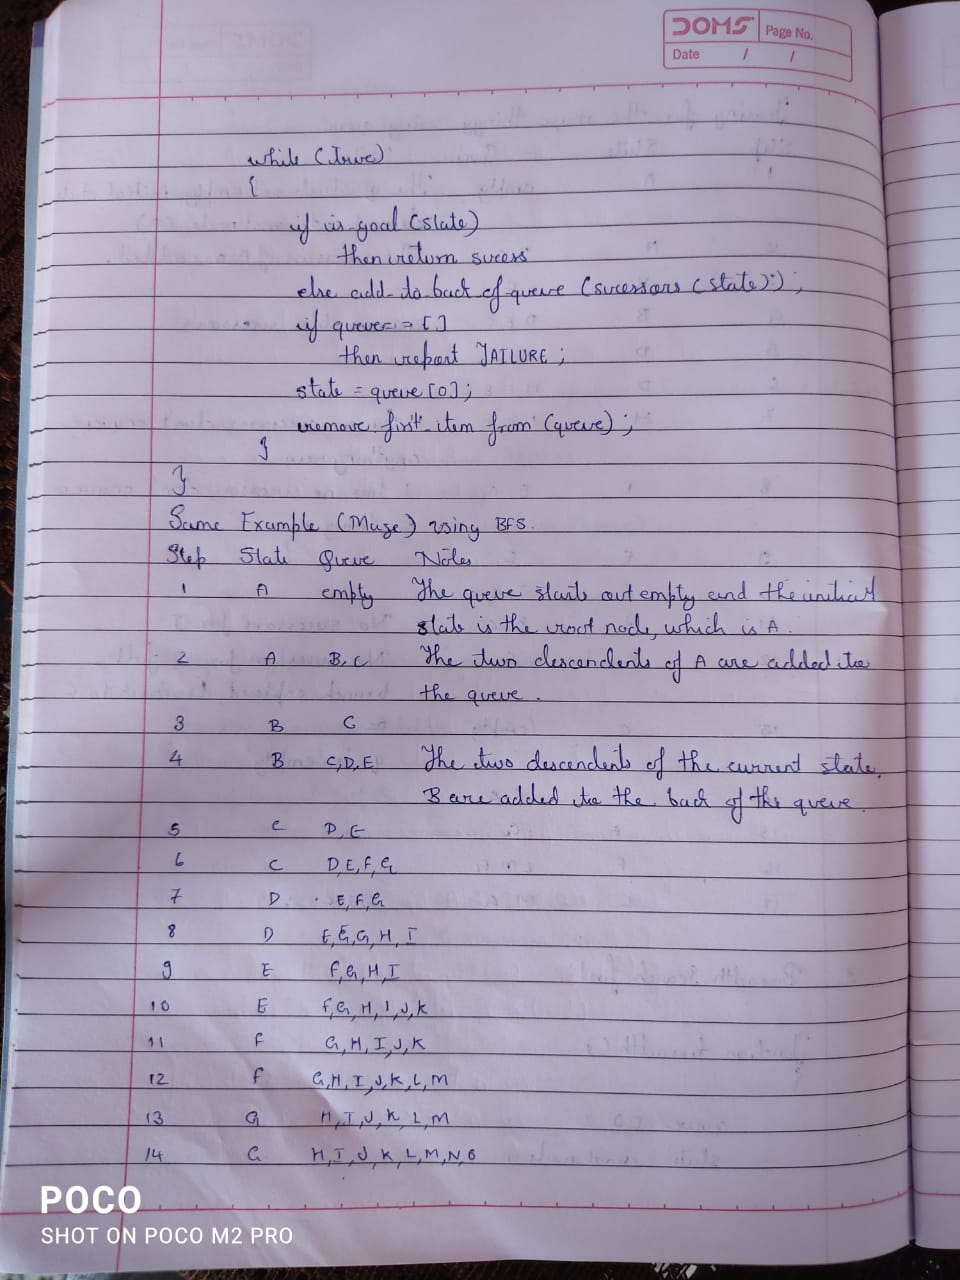 DOMS Page No.
Date / /
while (True)
{
if is-goal (state)
then return sucess
else add-to-back-of-queue (sucessors (state));
if queue = = []
then report FAILURE ;
state = queue [0];
remove-first-item from (queue) ;
}
}
Same Example (Maze) using BFS.
Step State Queue Notes
1 A empty The queue starts out empty and the initial
state is the root node, which is A.
2 A B, C The two descendents of A are added to
the queue.
3 B C
4 B C,D,E The two descendents of the current state.
B are added to the back of the queue.
5 C D, E
6 C D,E,F,G
7 D E,F,G
8 D E,F,G,H,I
9 E F,G,H,I
10 E F,G,H,I,J,K
11 F G,H,I,J,K
12 F G,H,I,J,K,L,M
13 G H,I,J,K,L,M
14 G H,I,J,K,L,M,N,O
POCO
SHOT ON POCO M2 PRO